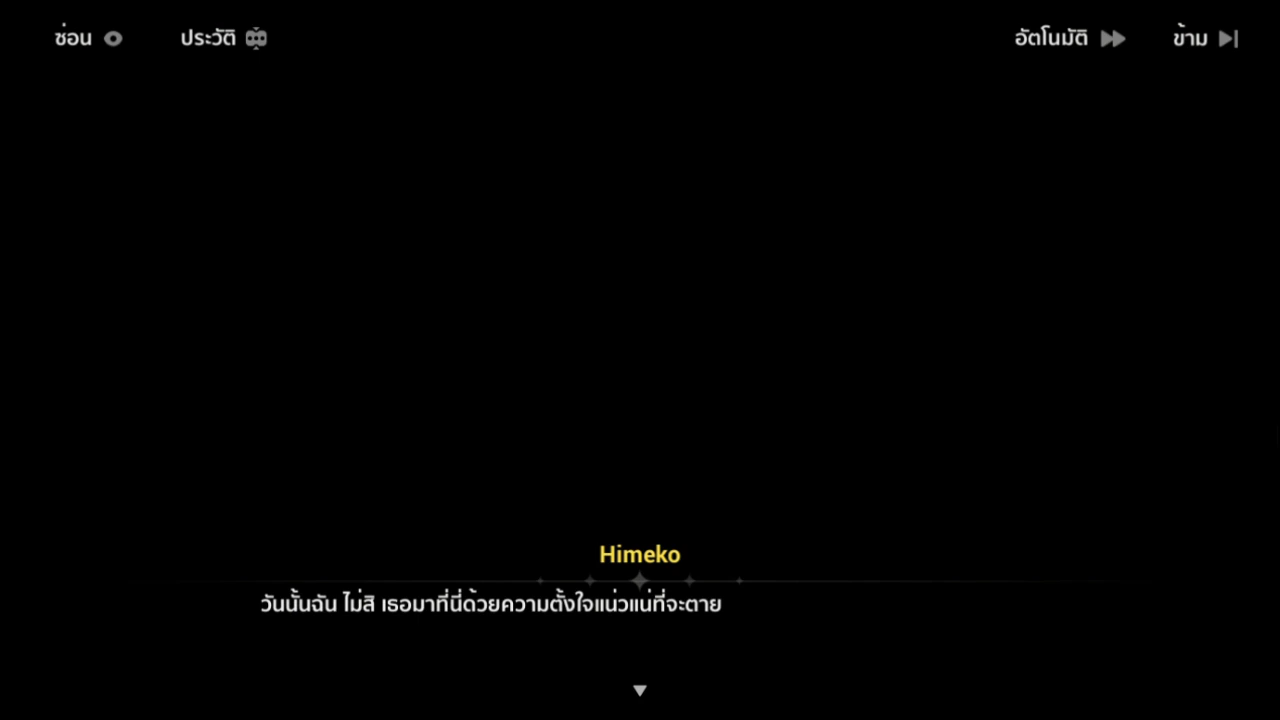 ซ่อน ประวัติ อัตโนมัติ ข้าม
Himeko
วันนั้นฉัน ไม่สิ เธอมาที่นี่ด้วยความตั้งใจแน่วแน่ที่จะตาย